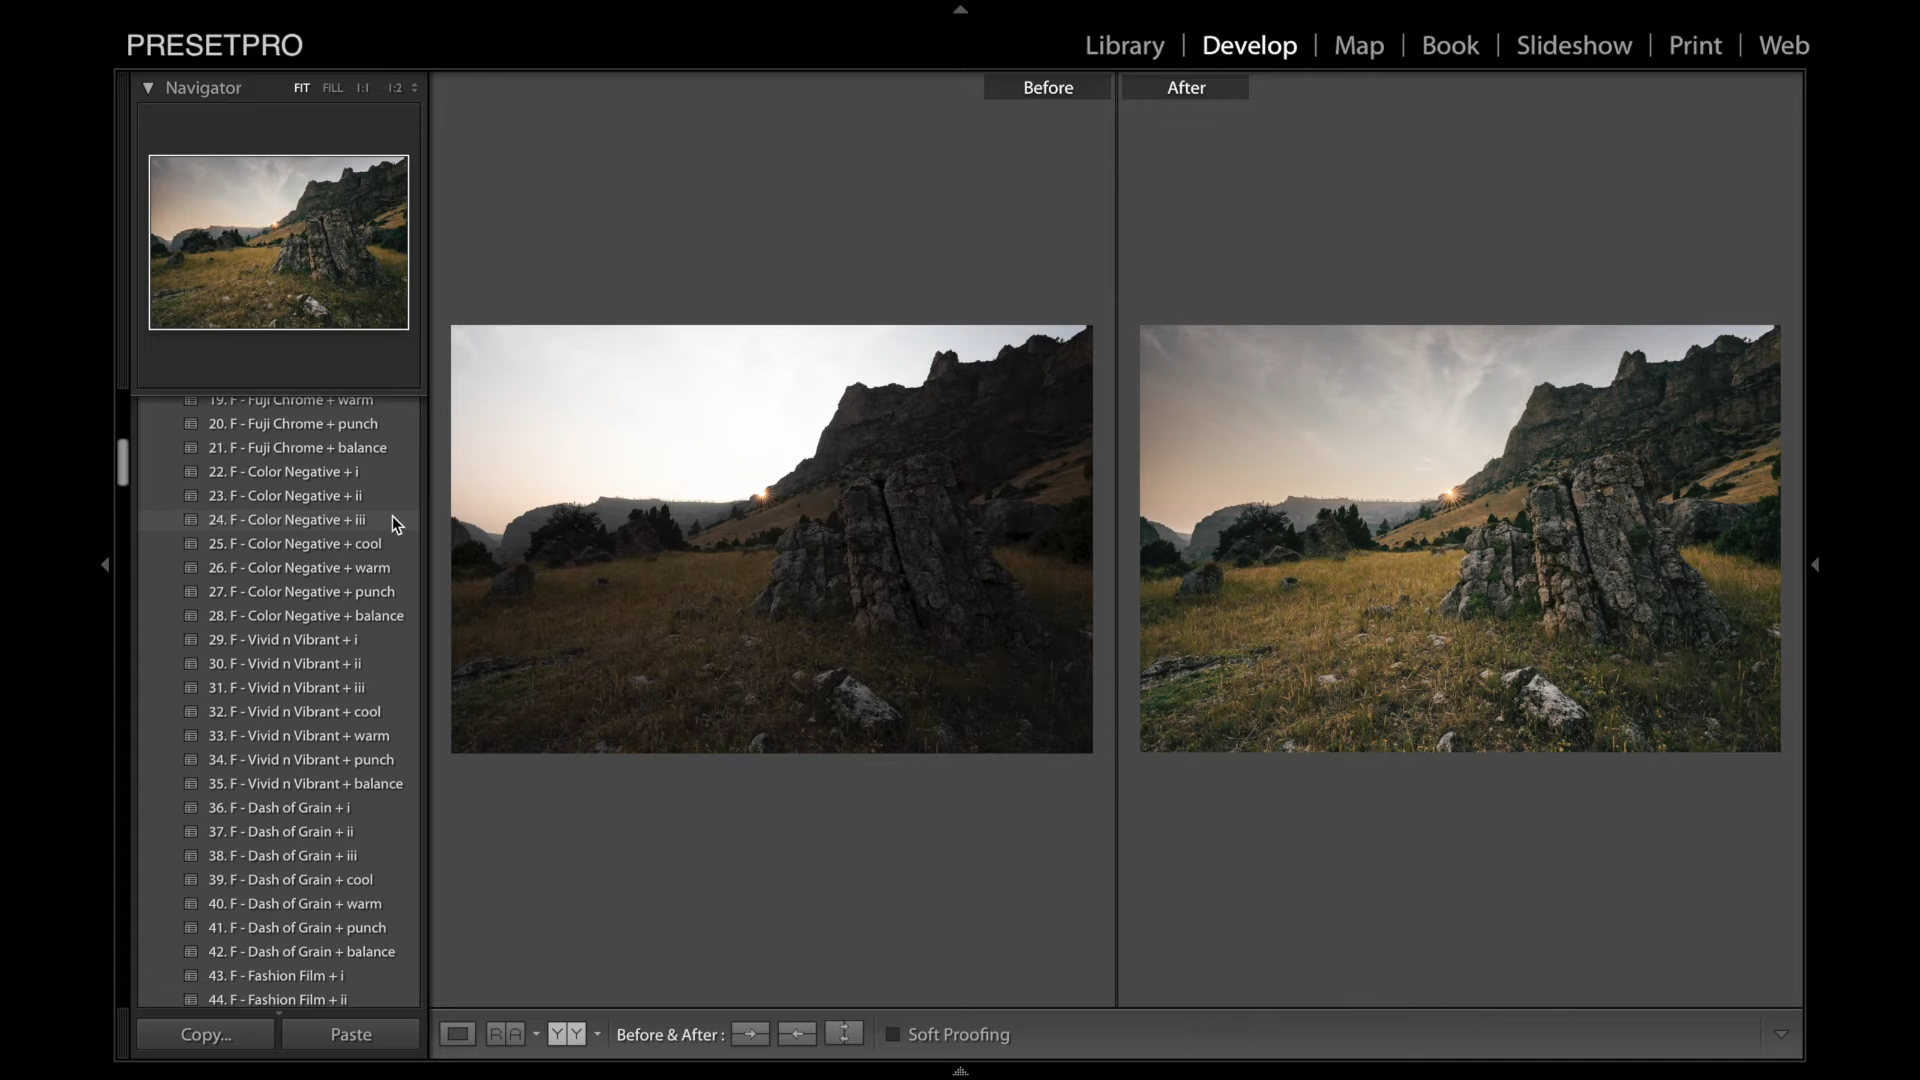 PRESETPRO
Library | Develop | Map | Book | Slideshow | Print | Web
Navigator FIT FILL 1:1 1:2
Before
After
19. F - Fuji Chrome + warm
20. F - Fuji Chrome + punch
21. F - Fuji Chrome + balance
22. F - Color Negative + i
23. F - Color Negative + ii
24. F - Color Negative + iii
25. F - Color Negative + cool
26. F - Color Negative + warm
27. F - Color Negative + punch
28. F - Color Negative + balance
29. F - Vivid n Vibrant + i
30. F - Vivid n Vibrant + ii
31. F - Vivid n Vibrant + iii
32. F - Vivid n Vibrant + cool
33. F - Vivid n Vibrant + warm
34. F - Vivid n Vibrant + punch
35. F - Vivid n Vibrant + balance
36. F - Dash of Grain + i
37. F - Dash of Grain + ii
38. F - Dash of Grain + iii
39. F - Dash of Grain + cool
40. F - Dash of Grain + warm
41. F - Dash of Grain + punch
42. F - Dash of Grain + balance
43. F - Fashion Film + i
44. F - Fashion Film + ii
Copy... Paste
R A Y Y Before & After : Soft Proofing